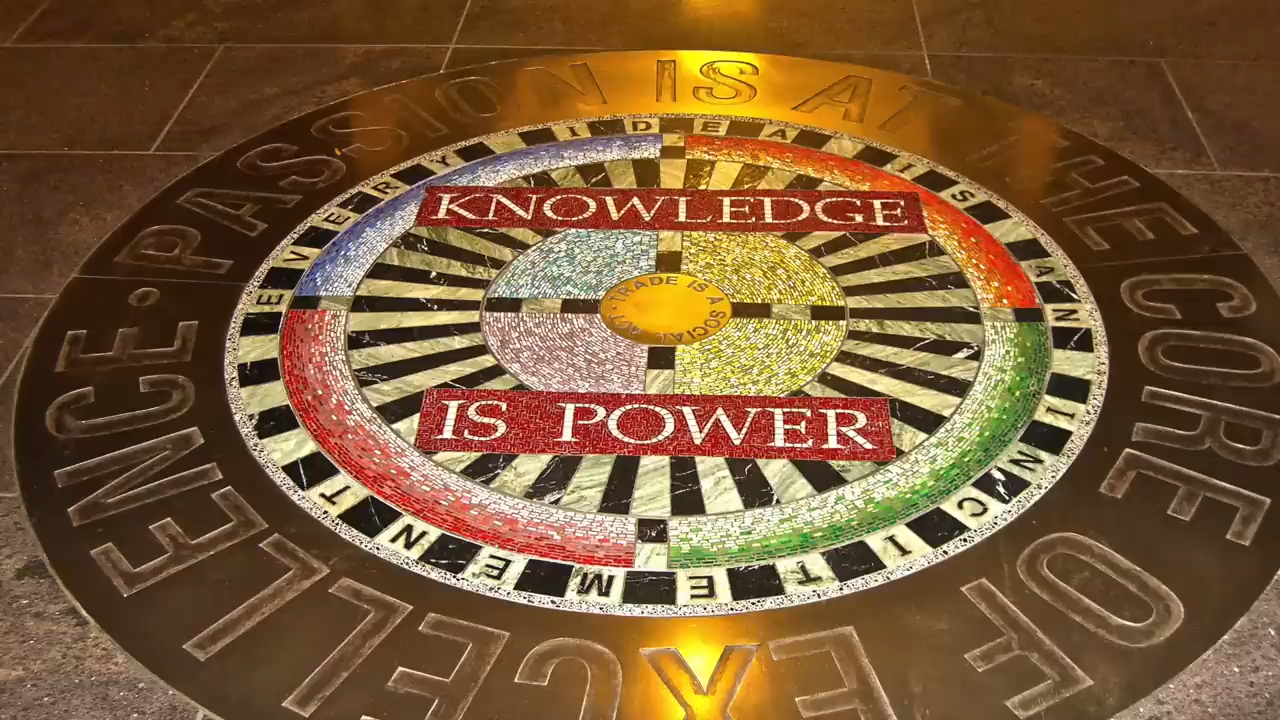 PASSION IS AT THE CORE OF EXCELLENCE •
EVERY IDEA IS AN INCITEMENT
KNOWLEDGE
TRADE IS A SOCIAL ACT •
IS POWER